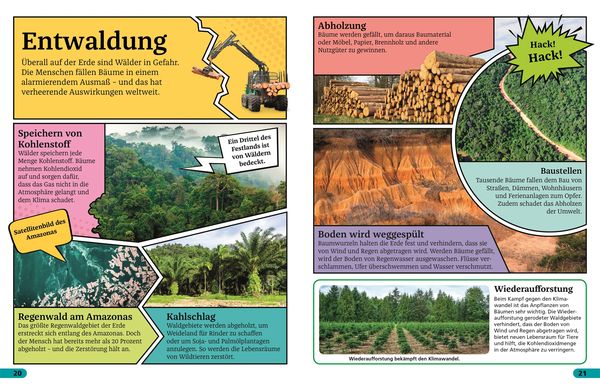 Entwaldung
Überall auf der Erde sind Wälder in Gefahr.
Die Menschen fällen Bäume in einem
alarmierendem Ausmaß – und das hat
verheerende Auswirkungen weltweit.
Speichern von
Kohlenstoff
Wälder speichern jede
Menge Kohlenstoff. Bäume
nehmen Kohlendioxid
auf und sorgen dafür,
dass das Gas nicht in die
Atmosphäre gelangt und
dem Klima schadet.
Ein Drittel des
Festlands ist
von Wäldern
bedeckt.
Satellitenbild des
Amazonas
Regenwald am Amazonas
Das größte Regenwaldgebiet der Erde
erstreckt sich entlang des Amazonas. Doch
der Mensch hat bereits mehr als 20 Prozent
abgeholzt – und die Zerstörung hält an.
Kahlschlag
Waldgebiete werden abgeholzt, um
Weideland für Rinder zu schaffen
oder um Soja- und Palmölplantagen
anzulegen. So werden die Lebensräume
von Wildtieren zerstört.
20
Abholzung
Bäume werden gefällt, um daraus Baumaterial
oder Möbel, Papier, Brennholz und andere
Nutzgüter zu gewinnen.
Hack!
Hack!
Baustellen
Tausende Bäume fallen dem Bau von
Straßen, Dämmen, Wohnhäusern
und Ferienanlagen zum Opfer.
Zudem schadet das Abholzen
der Umwelt.
Boden wird weggespült
Baumwurzeln halten die Erde fest und verhindern, dass sie
von Wind und Regen abgetragen wird. Werden Bäume gefällt,
wird der Boden von Regenwasser ausgewaschen. Flüsse ver-
schlammen, Ufer überschwemmen und Wasser verschmutzt.
Wiederaufforstung
Beim Kampf gegen den Klima-
wandel ist das Anpflanzen von
Bäumen sehr wichtig. Die Wieder-
aufforstung gerodeter Waldgebiete
verhindert, dass der Boden von
Wind und Regen abgetragen wird,
bietet neuen Lebensraum für Tiere
und hilft, die Kohlendioxidmenge
in der Atmosphäre zu verringern.
Wiederaufforstung bekämpft den Klimawandel.
21